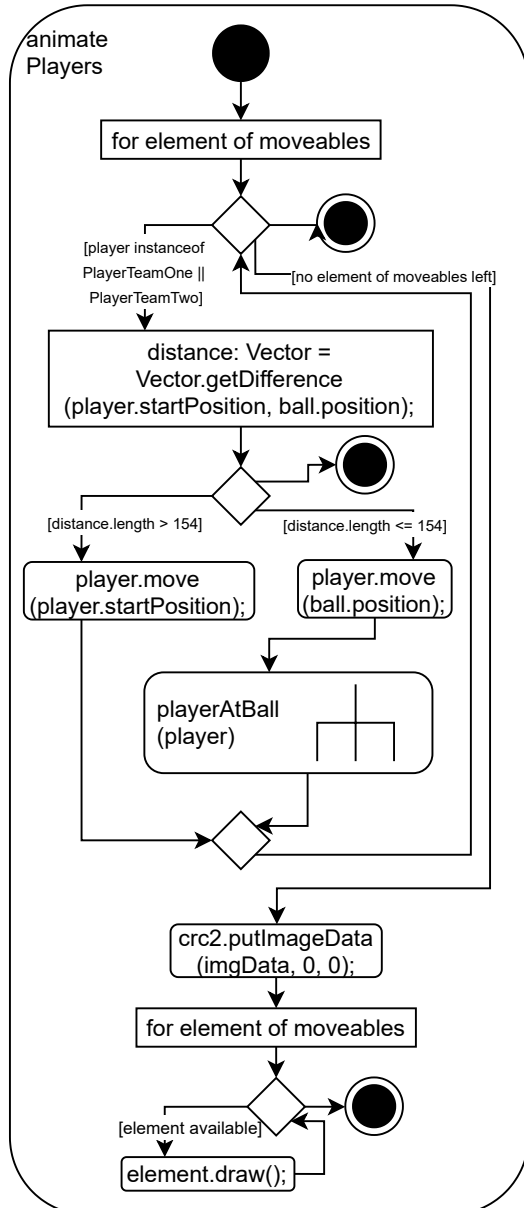 animate
Players
for element of moveables
[player instanceof
PlayerTeamOne ||
PlayerTeamTwo]
[no element of moveables left]
distance: Vector =
Vector.getDifference
(player.startPosition, ball.position);
[distance.length > 154]
[distance.length <= 154]
player.move
(player.startPosition);
player.move
(ball.position);
playerAtBall
(player)
crc2.putImageData
(imgData, 0, 0);
for element of moveables
[element available]
element.draw();